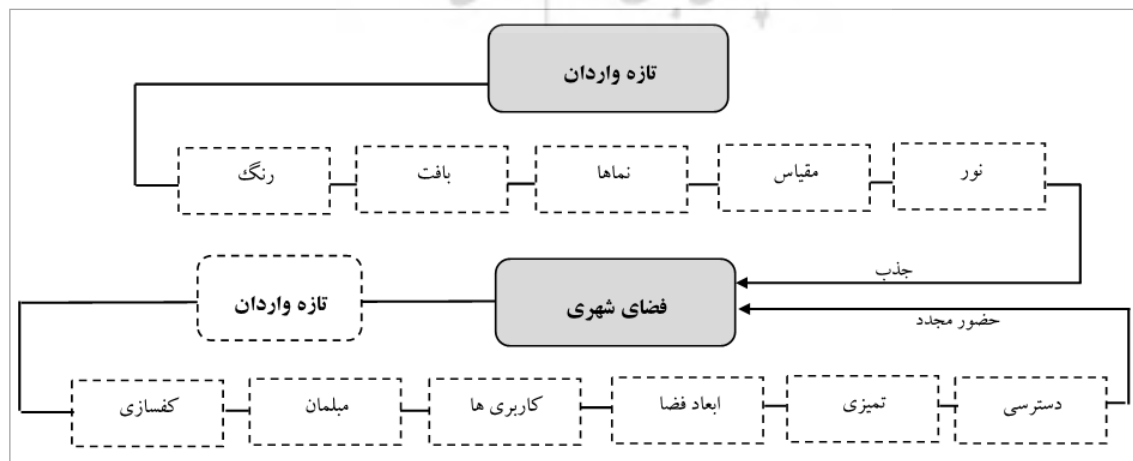 تازه واردان
نور
مقیاس
نماها
بافت
رنگ
جذب
فضای شهری
تازه واردان
حضور مجدد
دسترسی
تمیزی
ابعاد فضا
کاربری ها
مبلمان
کفسازی